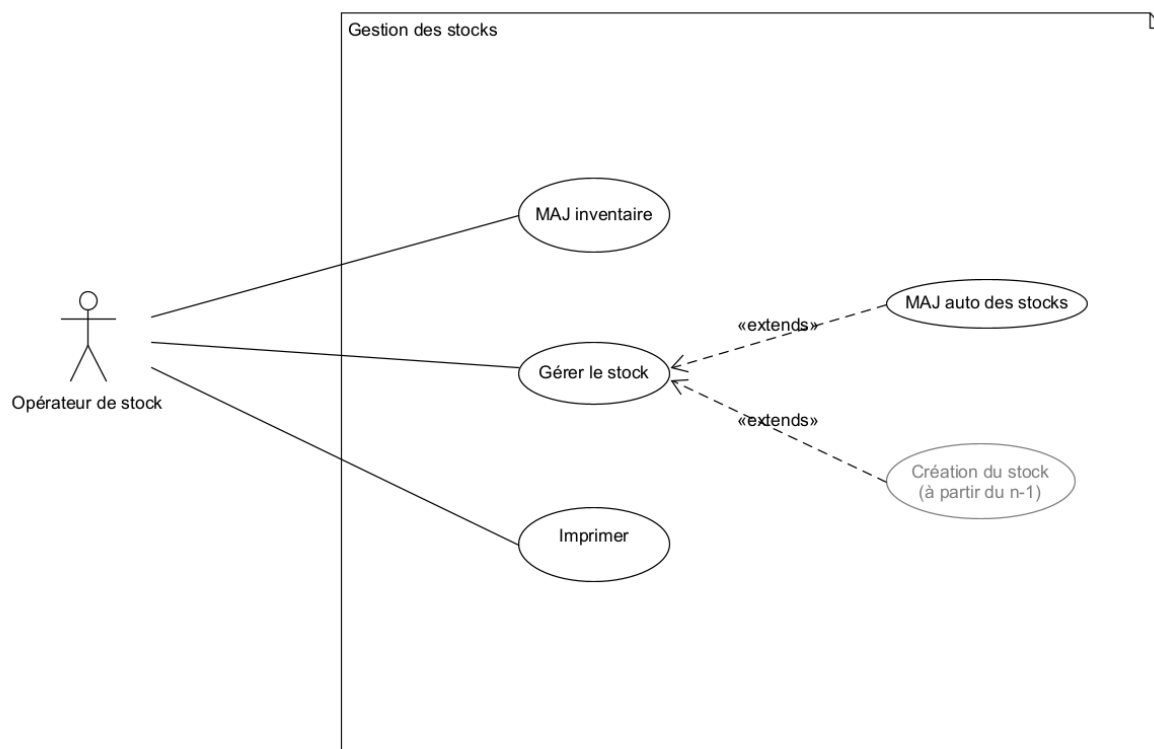 Gestion des stocks
MAJ inventaire
MAJ auto des stocks
«extends»
Gérer le stock
Opérateur de stock
«extends»
Création du stock
(à partir du n-1)
Imprimer